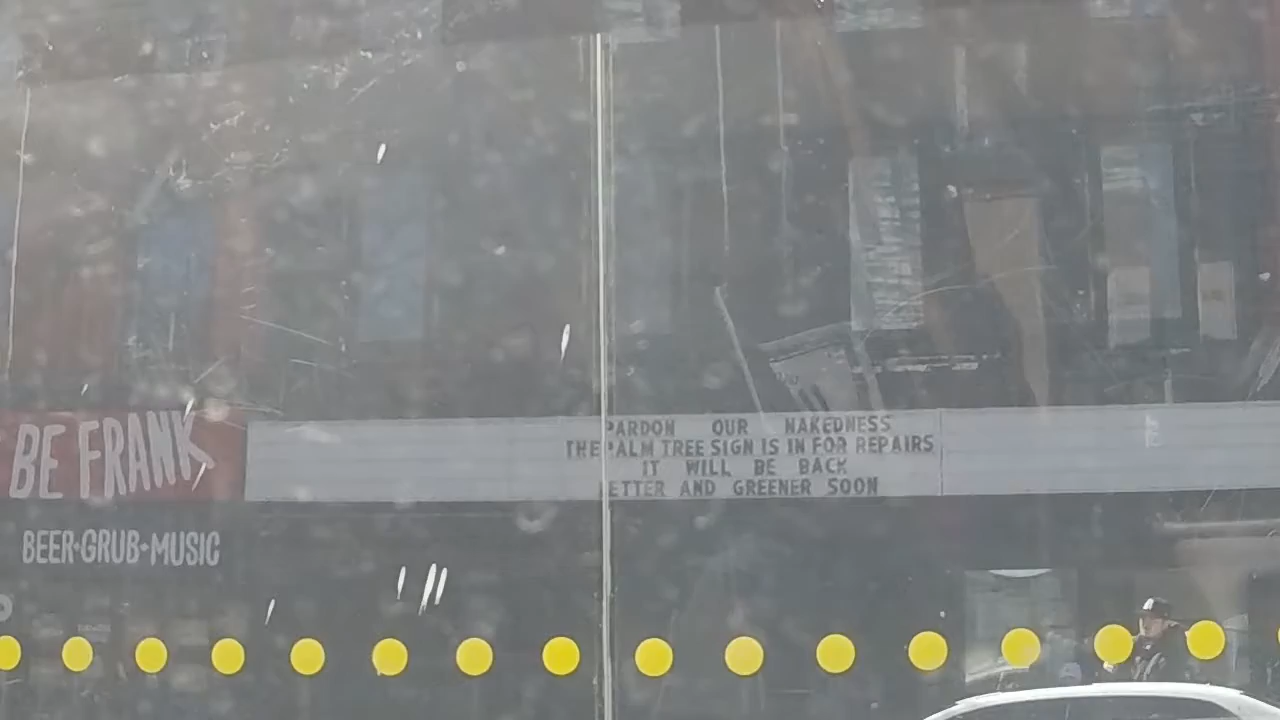 BE FRANK
BEER·GRUB·MUSIC
PARDON OUR NAKEDNESS
THE PALM TREE SIGN IS IN FOR REPAIRS
IT WILL BE BACK
ETTER AND GREENER SOON